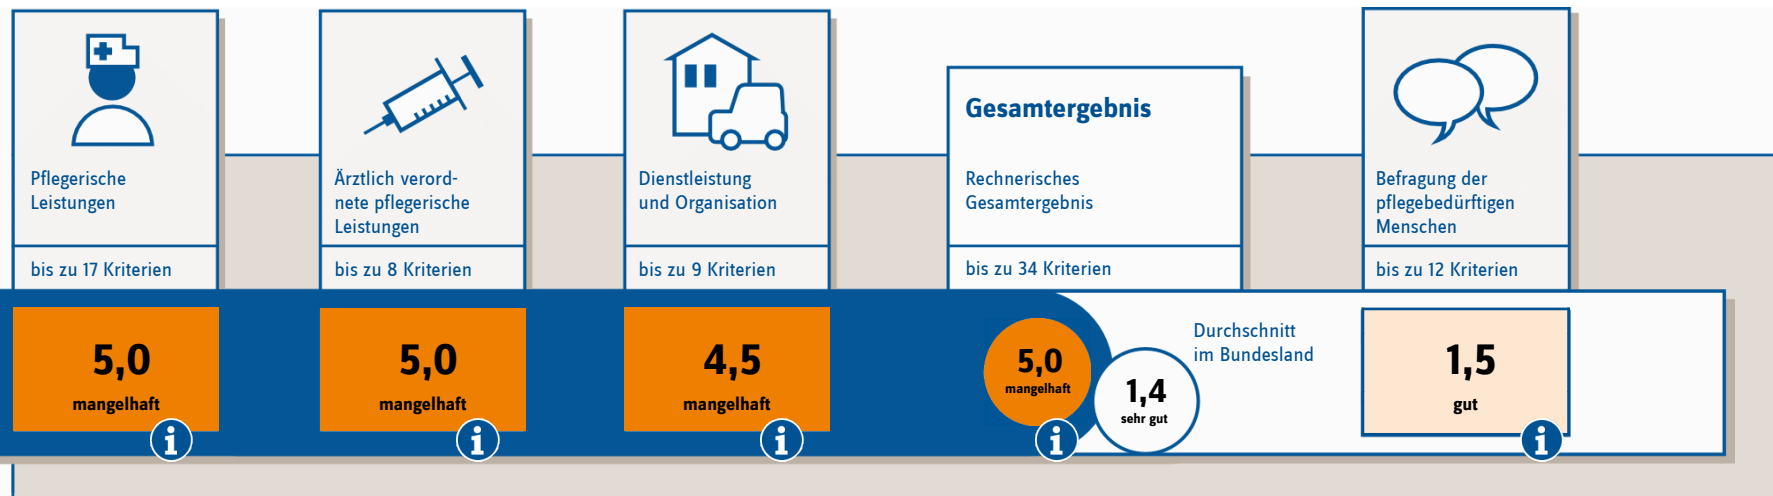 Pflegerische
Leistungen
bis zu 17 Kriterien
5,0
mangelhaft
i
Ärztlich verord-
nete pflegerische
Leistungen
bis zu 8 Kriterien
5,0
mangelhaft
i
Dienstleistung
und Organisation
bis zu 9 Kriterien
4,5
mangelhaft
i
Gesamtergebnis
Rechnerisches
Gesamtergebnis
bis zu 34 Kriterien
5,0
mangelhaft
i
1,4
sehr gut
Durchschnitt
im Bundesland
Befragung der
pflegebedürftigen
Menschen
bis zu 12 Kriterien
1,5
gut
i